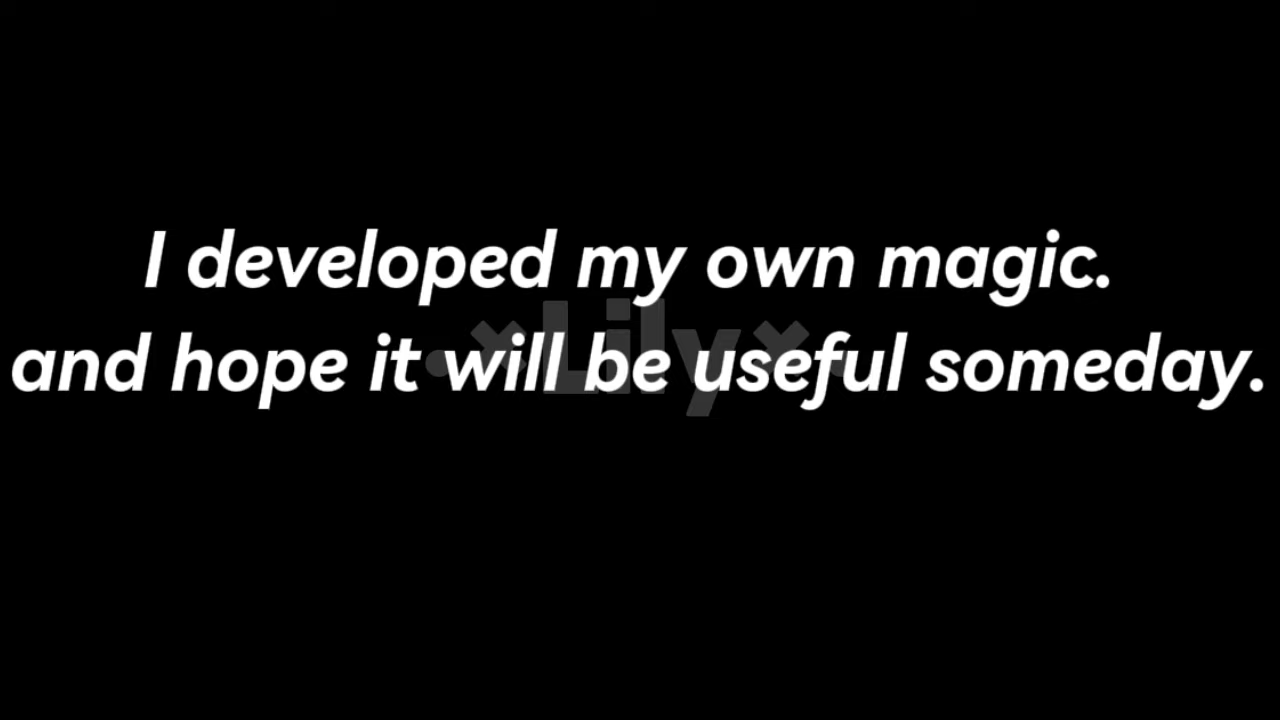 I developed my own magic.
•×Lily×•
and hope it will be useful someday.